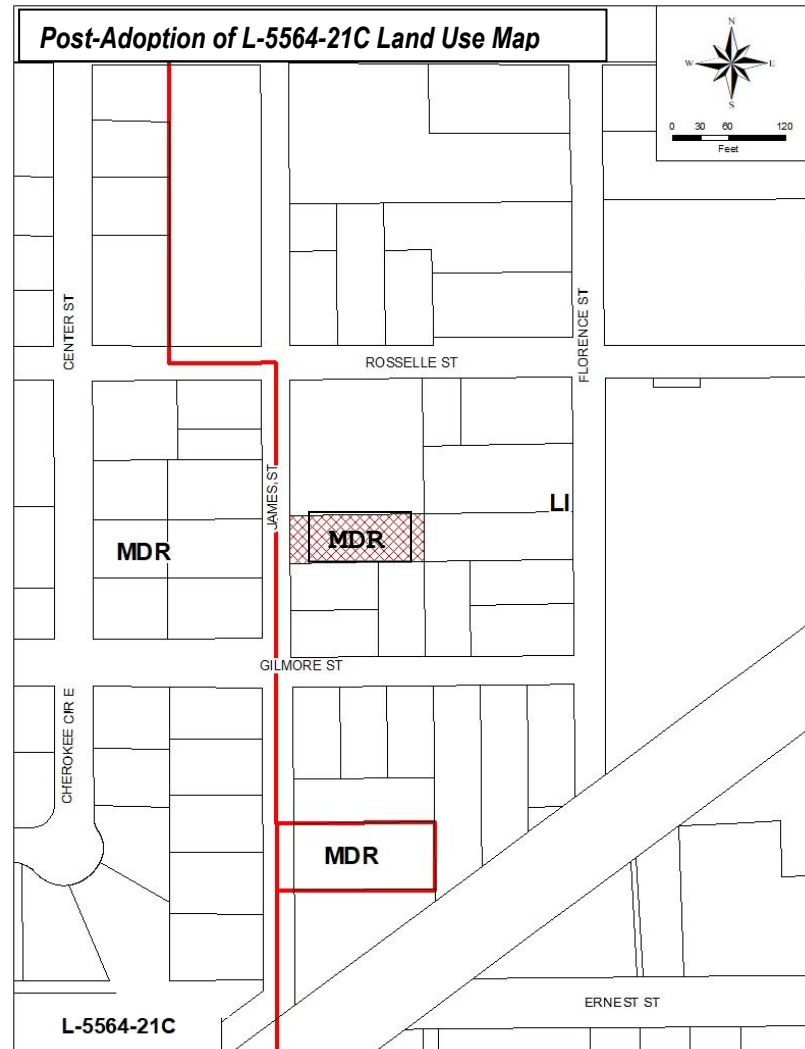 Post-Adoption of L-5564-21C Land Use Map
N
W
E
S
0 30 60 120
Feet
CENTER ST
FLORENCE ST
ROSSELLE ST
JAMES ST
LI
MDR
MDR
GILMORE ST
CHEROKEE CIR E
MDR
ERNEST ST
L-5564-21C